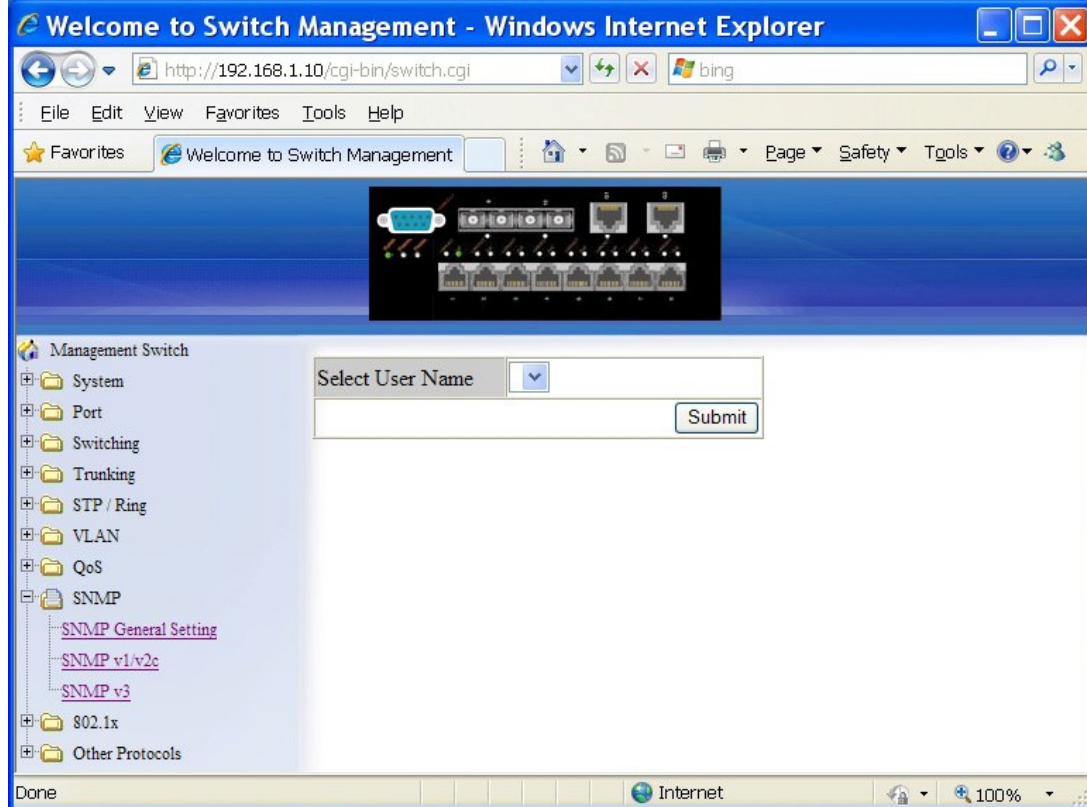 Welcome to Switch Management - Windows Internet Explorer
http://192.168.1.10/cgi-bin/switch.cgi
bing
File Edit View Favorites Tools Help
Favorites
Welcome to Switch Management
Page Safety Tools
Management Switch
System
Port
Switching
Trunking
STP / Ring
VLAN
QoS
SNMP
SNMP General Setting
SNMP v1/v2c
SNMP v3
802.1x
Other Protocols
Select User Name
Submit
Done
Internet
100%